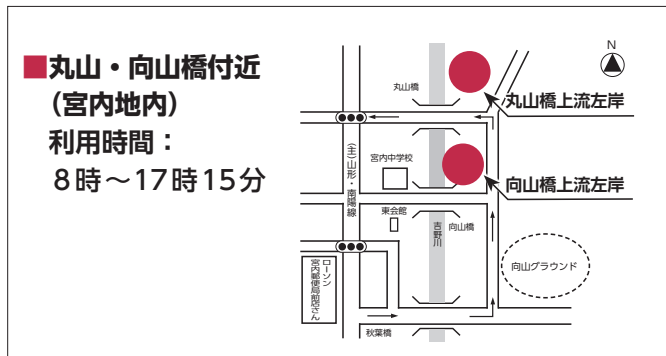 ■丸山・向山橋付近
（宮内地内）
利用時間：
８時～17時15分
N
丸山橋
丸山橋上流左岸
宮内中学校
向山橋上流左岸
(主)山形・南陽線
東会館
吉野川
向山橋
向山グラウンド
ローソン
宮内郵便局前店さん
秋葉橋